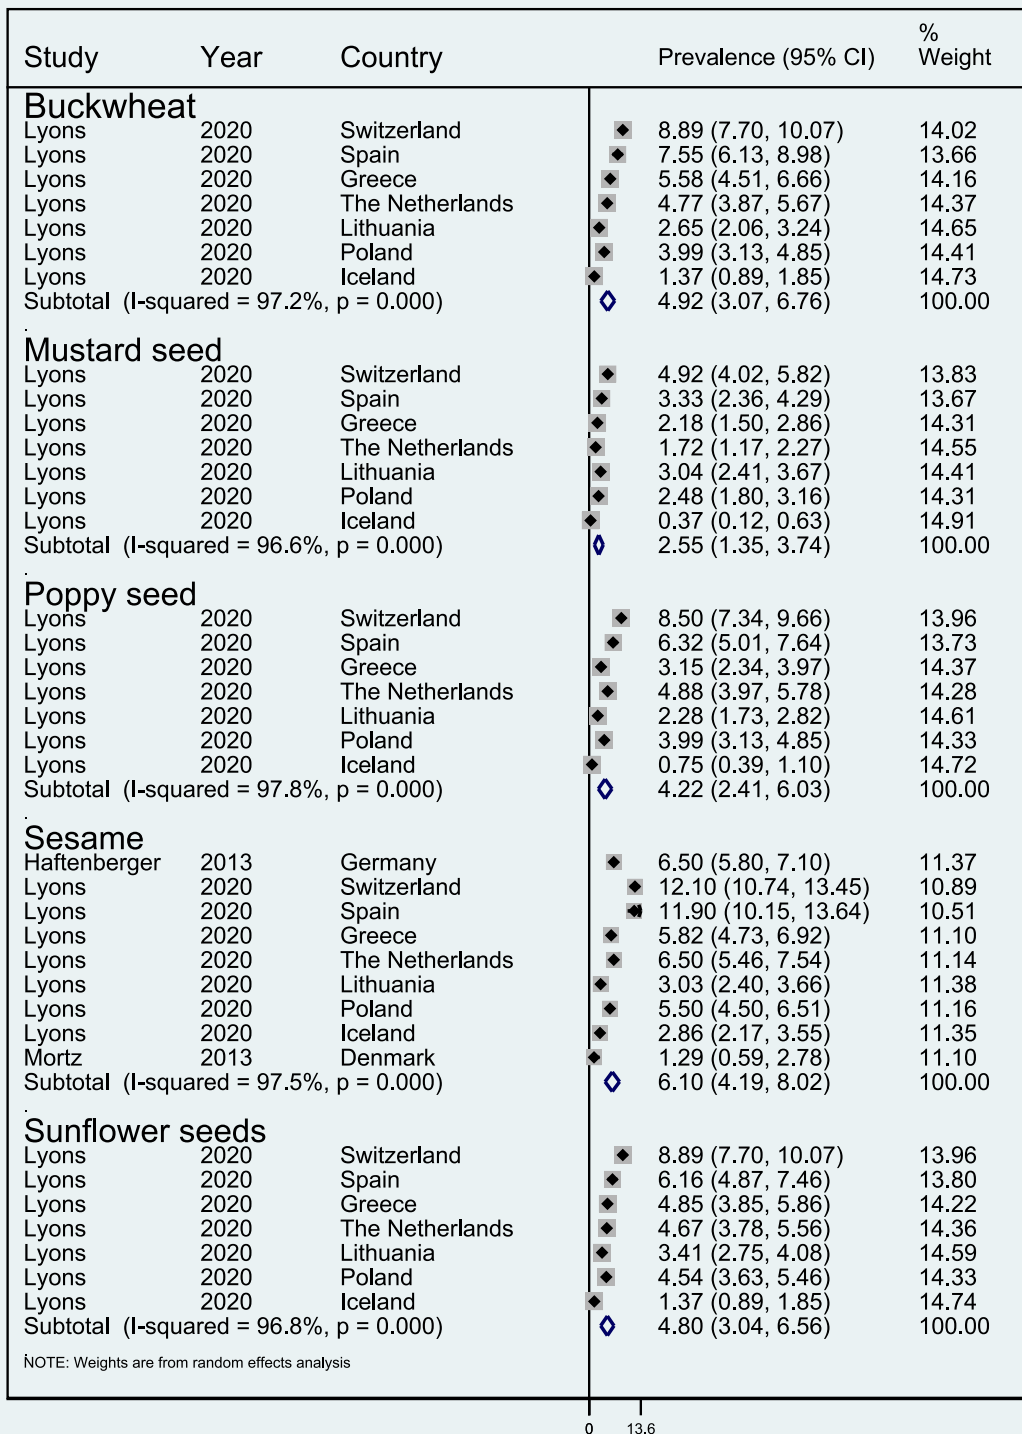 Study Year Country Prevalence (95% CI) % Weight
Buckwheat
Lyons 2020 Switzerland 8.89 (7.70, 10.07) 14.02
Lyons 2020 Spain 7.55 (6.13, 8.98) 13.66
Lyons 2020 Greece 5.58 (4.51, 6.66) 14.16
Lyons 2020 The Netherlands 4.77 (3.87, 5.67) 14.37
Lyons 2020 Lithuania 2.65 (2.06, 3.24) 14.65
Lyons 2020 Poland 3.99 (3.13, 4.85) 14.41
Lyons 2020 Iceland 1.37 (0.89, 1.85) 14.73
Subtotal (I-squared = 97.2%, p = 0.000) 4.92 (3.07, 6.76) 100.00
.
Mustard seed
Lyons 2020 Switzerland 4.92 (4.02, 5.82) 13.83
Lyons 2020 Spain 3.33 (2.36, 4.29) 13.67
Lyons 2020 Greece 2.18 (1.50, 2.86) 14.31
Lyons 2020 The Netherlands 1.72 (1.17, 2.27) 14.55
Lyons 2020 Lithuania 3.04 (2.41, 3.67) 14.41
Lyons 2020 Poland 2.48 (1.80, 3.16) 14.31
Lyons 2020 Iceland 0.37 (0.12, 0.63) 14.91
Subtotal (I-squared = 96.6%, p = 0.000) 2.55 (1.35, 3.74) 100.00
.
Poppy seed
Lyons 2020 Switzerland 8.50 (7.34, 9.66) 13.96
Lyons 2020 Spain 6.32 (5.01, 7.64) 13.73
Lyons 2020 Greece 3.15 (2.34, 3.97) 14.37
Lyons 2020 The Netherlands 4.88 (3.97, 5.78) 14.28
Lyons 2020 Lithuania 2.28 (1.73, 2.82) 14.61
Lyons 2020 Poland 3.99 (3.13, 4.85) 14.33
Lyons 2020 Iceland 0.75 (0.39, 1.10) 14.72
Subtotal (I-squared = 97.8%, p = 0.000) 4.22 (2.41, 6.03) 100.00
.
Sesame
Haftenberger 2013 Germany 6.50 (5.80, 7.10) 11.37
Lyons 2020 Switzerland 12.10 (10.74, 13.45) 10.89
Lyons 2020 Spain 11.90 (10.15, 13.64) 10.51
Lyons 2020 Greece 5.82 (4.73, 6.92) 11.10
Lyons 2020 The Netherlands 6.50 (5.46, 7.54) 11.14
Lyons 2020 Lithuania 3.03 (2.40, 3.66) 11.38
Lyons 2020 Poland 5.50 (4.50, 6.51) 11.16
Lyons 2020 Iceland 2.86 (2.17, 3.55) 11.35
Mortz 2013 Denmark 1.29 (0.59, 2.78) 11.10
Subtotal (I-squared = 97.5%, p = 0.000) 6.10 (4.19, 8.02) 100.00
.
Sunflower seeds
Lyons 2020 Switzerland 8.89 (7.70, 10.07) 13.96
Lyons 2020 Spain 6.16 (4.87, 7.46) 13.80
Lyons 2020 Greece 4.85 (3.85, 5.86) 14.22
Lyons 2020 The Netherlands 4.67 (3.78, 5.56) 14.36
Lyons 2020 Lithuania 3.41 (2.75, 4.08) 14.59
Lyons 2020 Poland 4.54 (3.63, 5.46) 14.33
Lyons 2020 Iceland 1.37 (0.89, 1.85) 14.74
Subtotal (I-squared = 96.8%, p = 0.000) 4.80 (3.04, 6.56) 100.00
.
NOTE: Weights are from random effects analysis
0 13.6